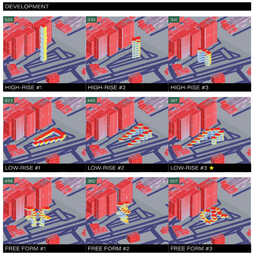 DEVELOPMENT
HIGH-RISE #1
HIGH-RISE #2
HIGH-RISE #3
LOW-RISE #1
LOW-RISE #2
LOW-RISE #3 ★
FREE FORM #1
FREE FORM #2
FREE FORM #3